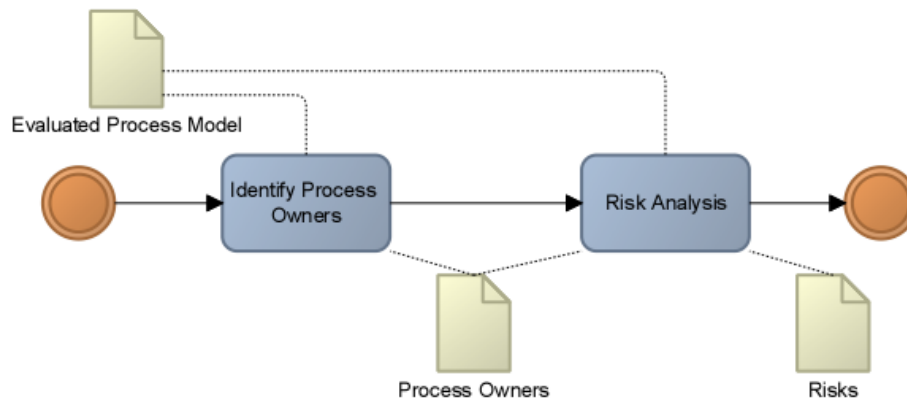 Evaluated Process Model
Identify Process
Owners
Risk Analysis
Process Owners
Risks